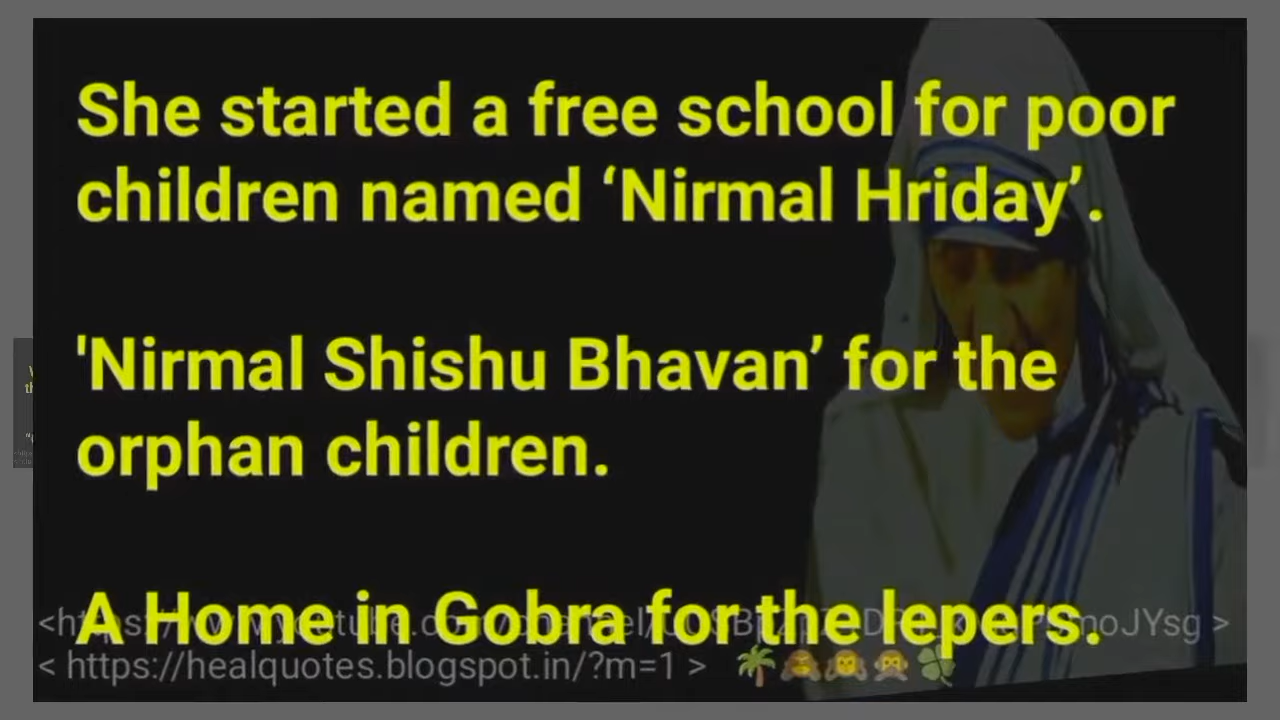 She started a free school for poor
children named ‘Nirmal Hriday’.
'Nirmal Shishu Bhavan’ for the
orphan children.
A Home in Gobra for the lepers.
< https://healquotes.blogspot.in/?m=1 > 🌴🙈🙉🙊🍀